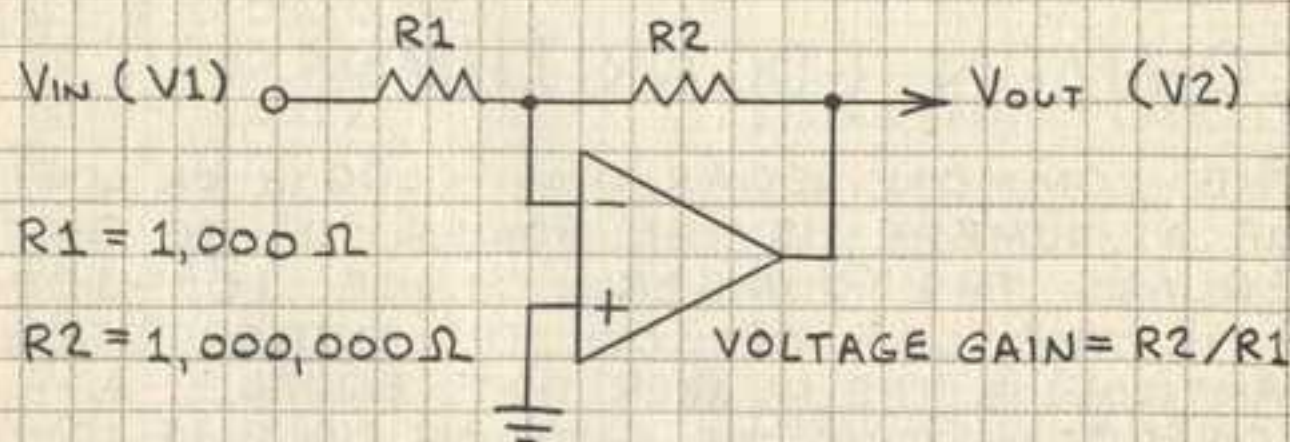 R1 R2
VIN (V1) VOUT (V2)
-
R1 = 1,000 Ω
+
R2 = 1,000,000 Ω VOLTAGE GAIN = R2/R1